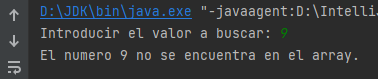 D:\JDK\bin\java.exe "-javaagent:D:\Intelli
Introducir el valor a buscar: 9
El numero 9 no se encuentra en el array.